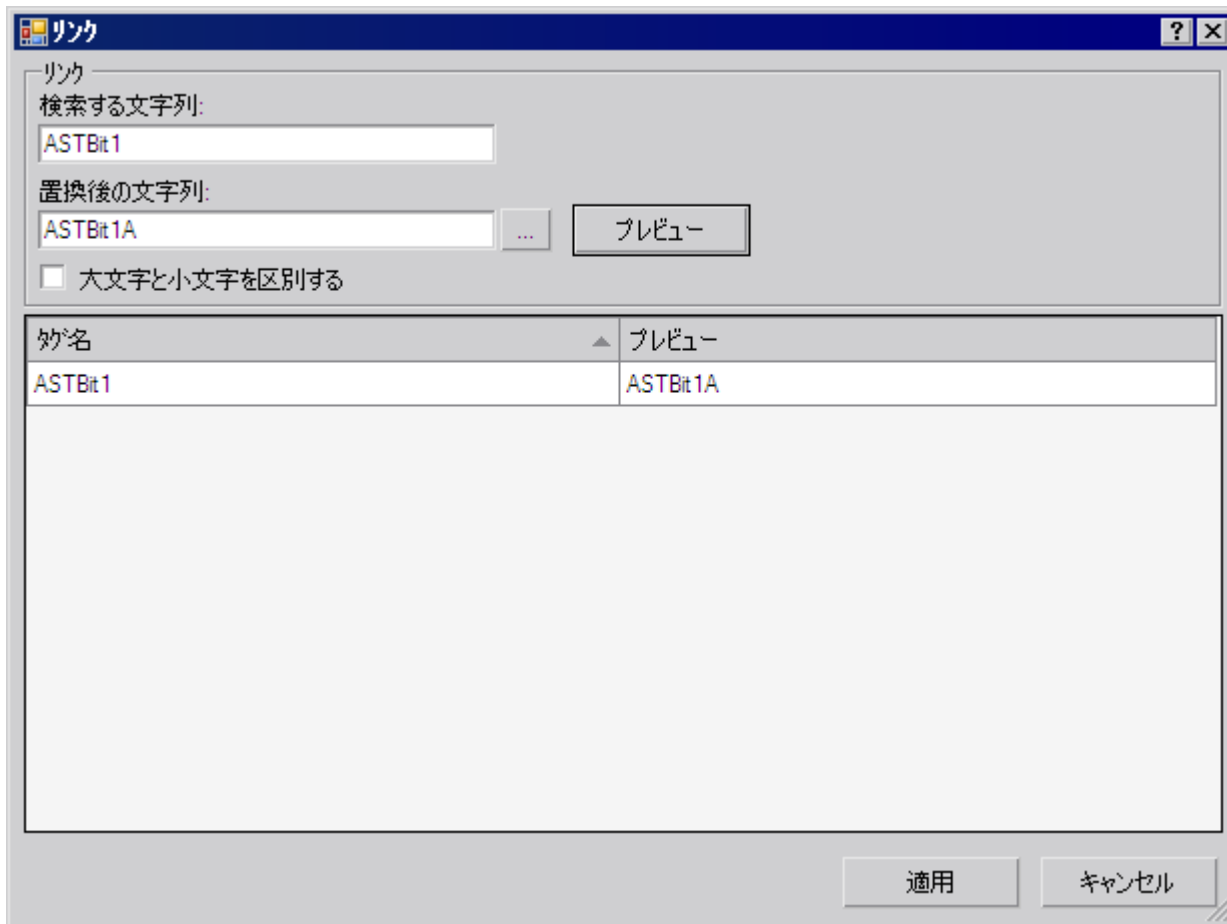 リンク
リンク
検索する文字列:
ASTBit1
置換後の文字列:
ASTBit1A
... プレビュー
大文字と小文字を区別する
ﾀｸﾞ名 プレビュー
ASTBit1 ASTBit1A
適用 キャンセル